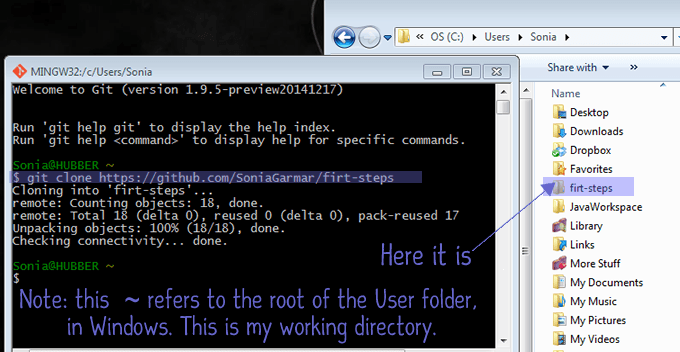 « OS (C:) ▸ Users ▸ Sonia ▸
MINGW32:/c/Users/Sonia
Share with ▾ »
Name
Welcome to Git (version 1.9.5-preview20141217)
Run 'git help git' to display the help index.
Run 'git help <command>' to display help for specific commands.
Sonia@HUBBER ~
$ git clone https://github.com/SoniaGarmar/firt-steps
Cloning into 'firt-steps'...
remote: Counting objects: 18, done.
remote: Total 18 (delta 0), reused 0 (delta 0), pack-reused 17
Unpacking objects: 100% (18/18), done.
Checking connectivity... done.
Sonia@HUBBER ~
$
Here it is
Note: this ~ refers to the root of the User folder,
in Windows. This is my working directory.
Desktop
Downloads
Dropbox
Favorites
firt-steps
JavaWorkspace
Library
Links
More Stuff
My Documents
My Music
My Pictures
My Videos